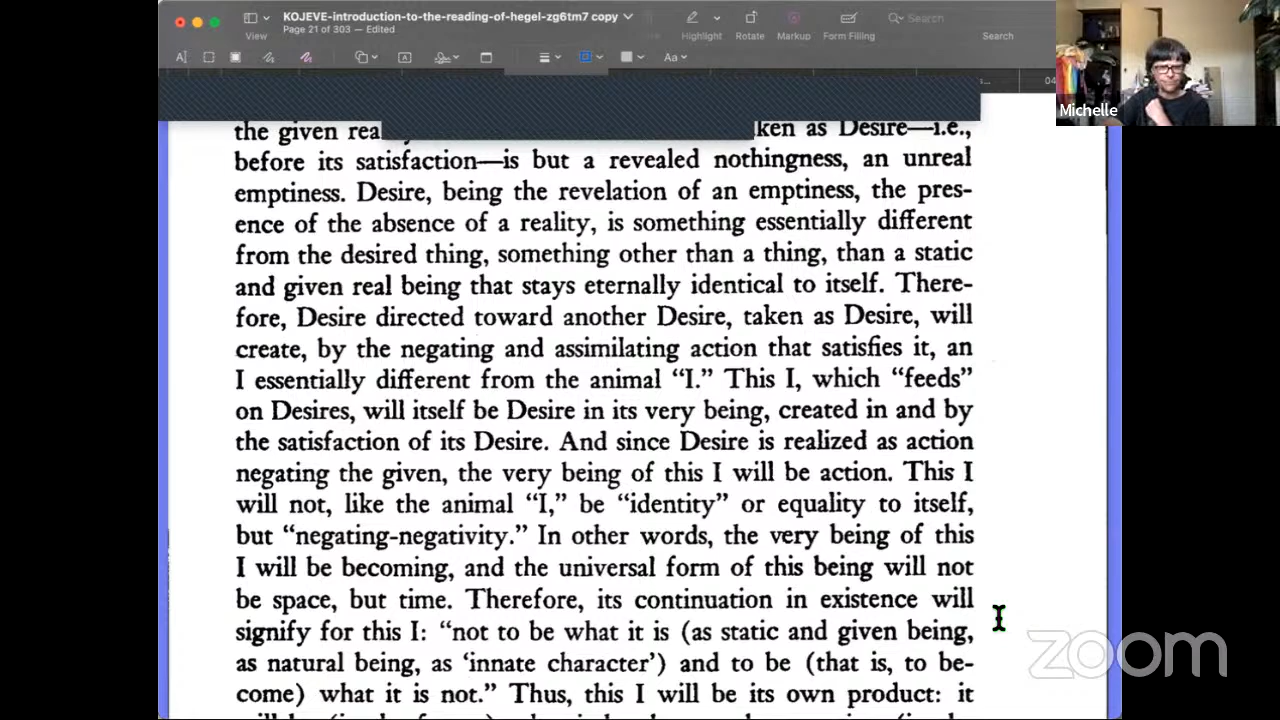 KOJEVE-introduction-to-the-reading-of-hegel-zg6tm7 copy
Page 21 of 303 — Edited
View
Highlight
Rotate
Markup
Form Filling
Search
Search
Aa
04
Michelle
the given rea ken as Desire—i.e.,
before its satisfaction—is but a revealed nothingness, an unreal
emptiness. Desire, being the revelation of an emptiness, the pres-
ence of the absence of a reality, is something essentially different
from the desired thing, something other than a thing, than a static
and given real being that stays eternally identical to itself. There-
fore, Desire directed toward another Desire, taken as Desire, will
create, by the negating and assimilating action that satisfies it, an
I essentially different from the animal “I.” This I, which “feeds”
on Desires, will itself be Desire in its very being, created in and by
the satisfaction of its Desire. And since Desire is realized as action
negating the given, the very being of this I will be action. This I
will not, like the animal “I,” be “identity” or equality to itself,
but “negating-negativity.” In other words, the very being of this
I will be becoming, and the universal form of this being will not
be space, but time. Therefore, its continuation in existence will
signify for this I: “not to be what it is (as static and given being,
as natural being, as ‘innate character’) and to be (that is, to be-
come) what it is not.” Thus, this I will be its own product: it
zoom